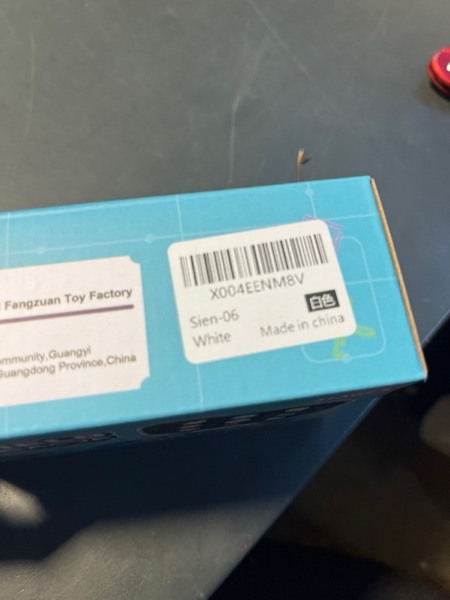 Fangzuan Toy Factory
ommunity,Guangyi
Guangdong Province,China
X004EENM8V
Sien-06
白色
White
Made in china